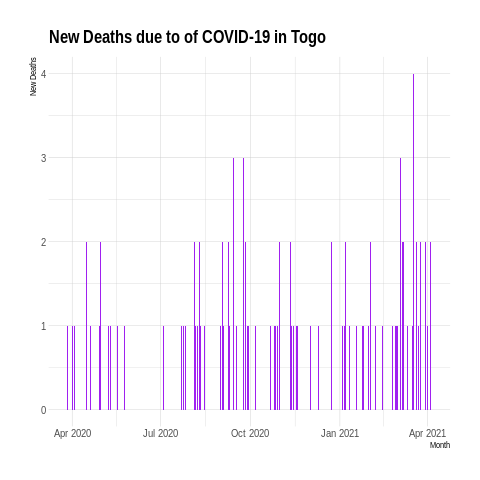 New Deaths due to of COVID-19 in Togo
New Deaths
4
3
2
1
0
Apr 2020 Jul 2020 Oct 2020 Jan 2021 Apr 2021
Month